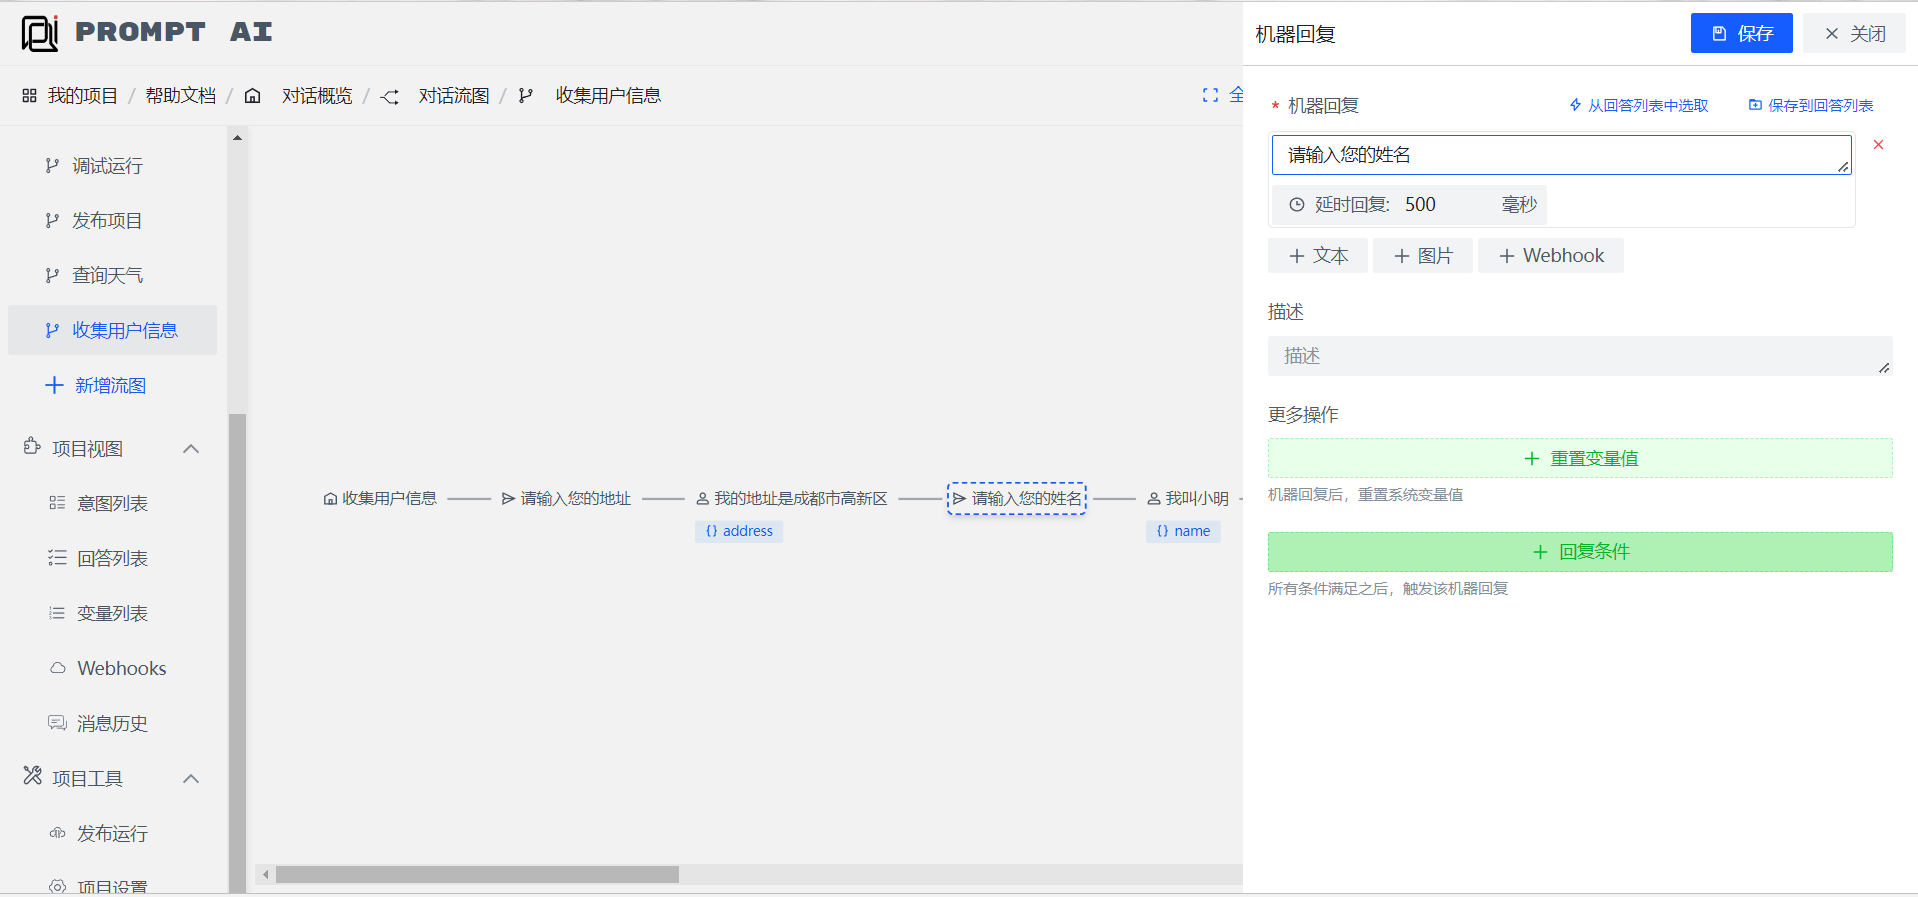 PROMPT AI
我的项目 / 帮助文档 / 对话概览 / 对话流图 / 收集用户信息
全
调试运行
发布项目
查询天气
收集用户信息
新增流图
项目视图
意图列表
回答列表
变量列表
Webhooks
消息历史
项目工具
发布运行
项目设置
收集用户信息
请输入您的地址
我的地址是成都市高新区
{} address
请输入您的姓名
我叫小明
{} name
机器回复
保存
关闭
* 机器回复
从回答列表中选取
保存到回答列表
请输入您的姓名
延时回复: 500 毫秒
+ 文本
+ 图片
+ Webhook
描述
描述
更多操作
+ 重置变量值
机器回复后，重置系统变量值
+ 回复条件
所有条件满足之后，触发该机器回复